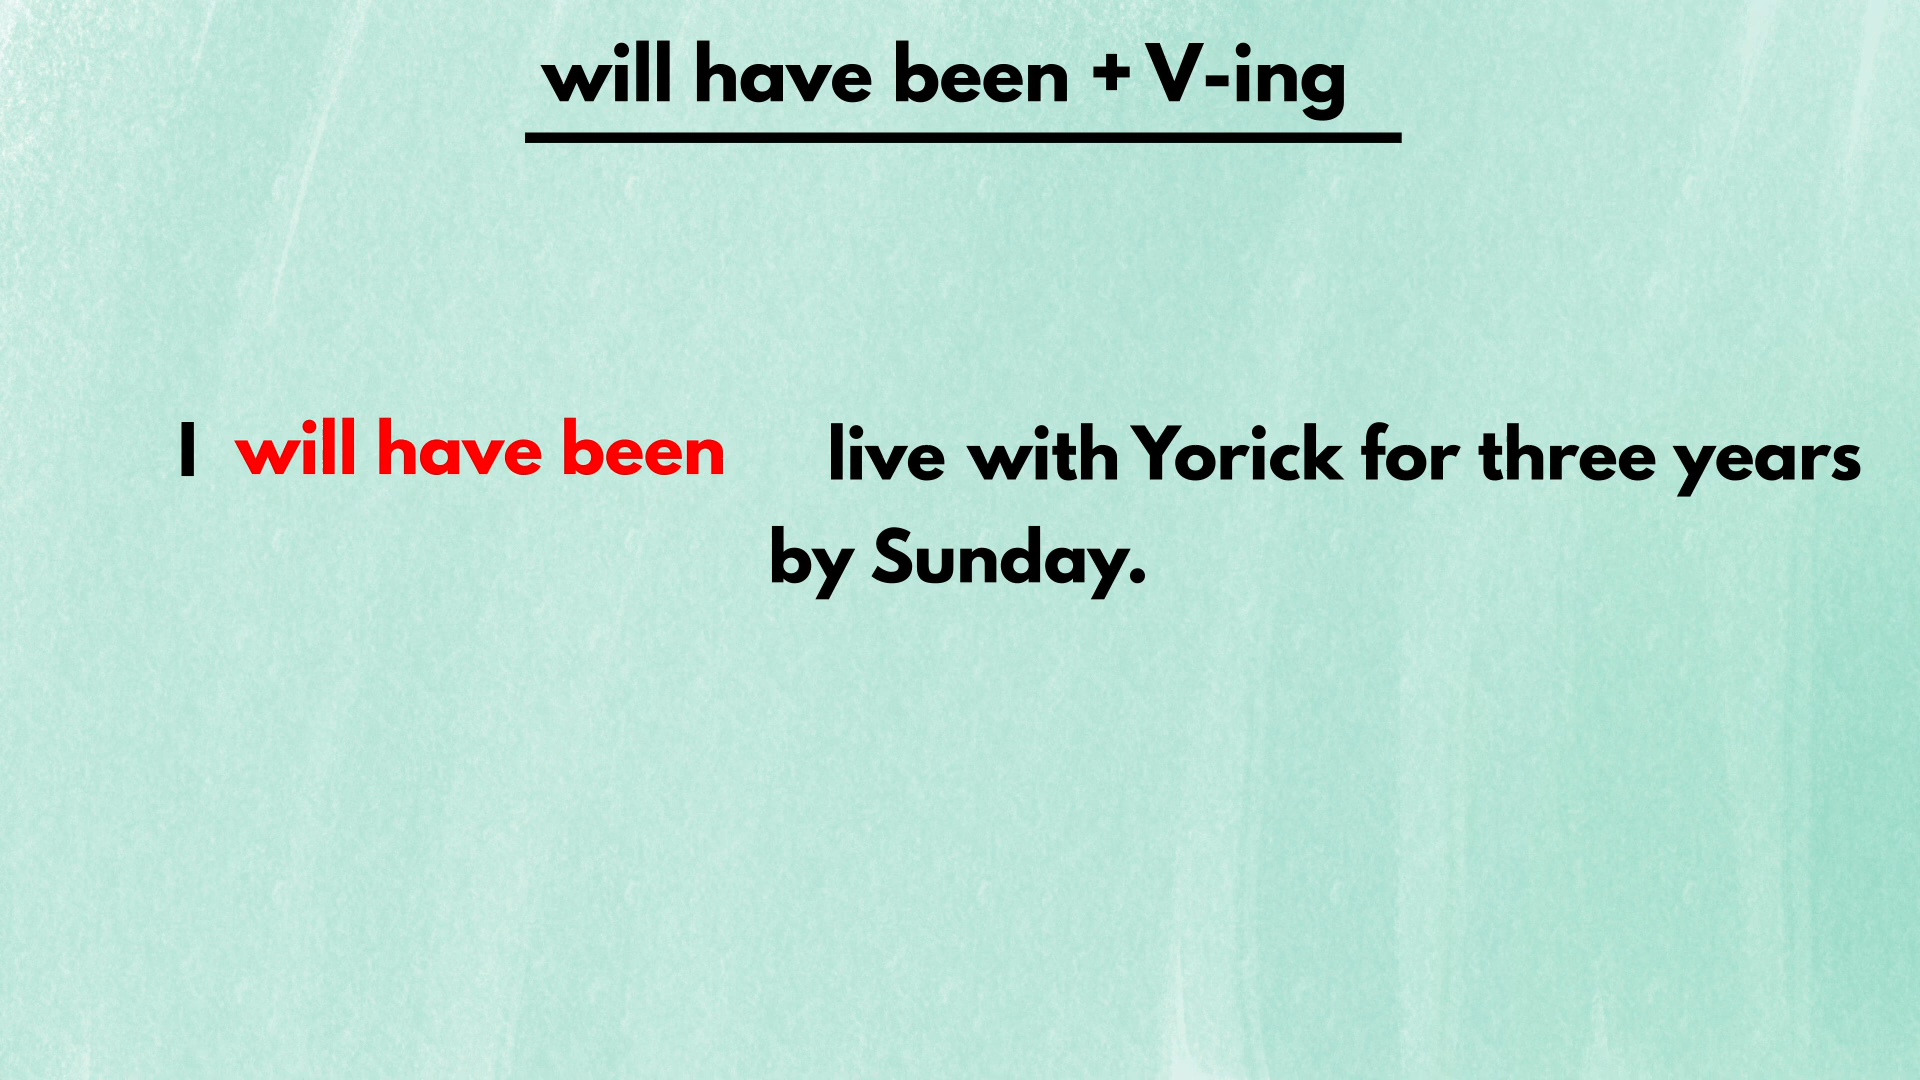 will have been + V-ing
I will have been live with Yorick for three years
by Sunday.